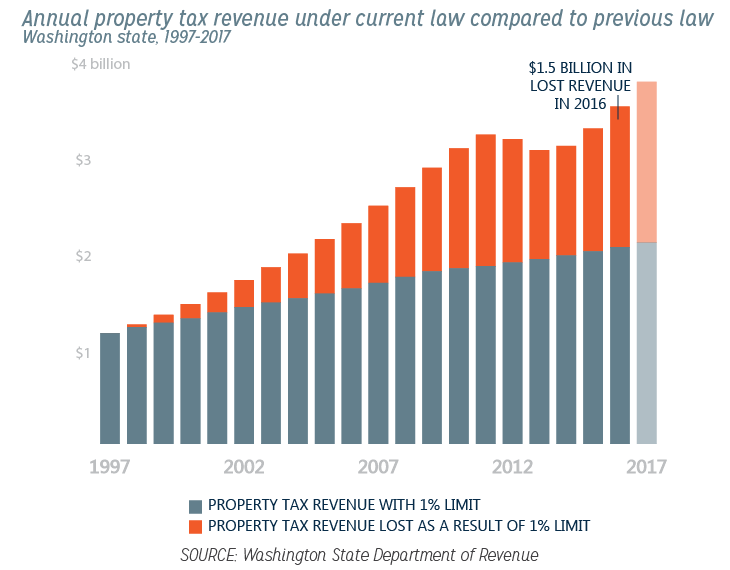 Annual property tax revenue under current law compared to previous law
Washington state, 1997-2017
$4 billion
$1.5 BILLION IN
LOST REVENUE
IN 2016
$3
$2
$1
1997 2002 2007 2012 2017
PROPERTY TAX REVENUE WITH 1% LIMIT
PROPERTY TAX REVENUE LOST AS A RESULT OF 1% LIMIT
SOURCE: Washington State Department of Revenue